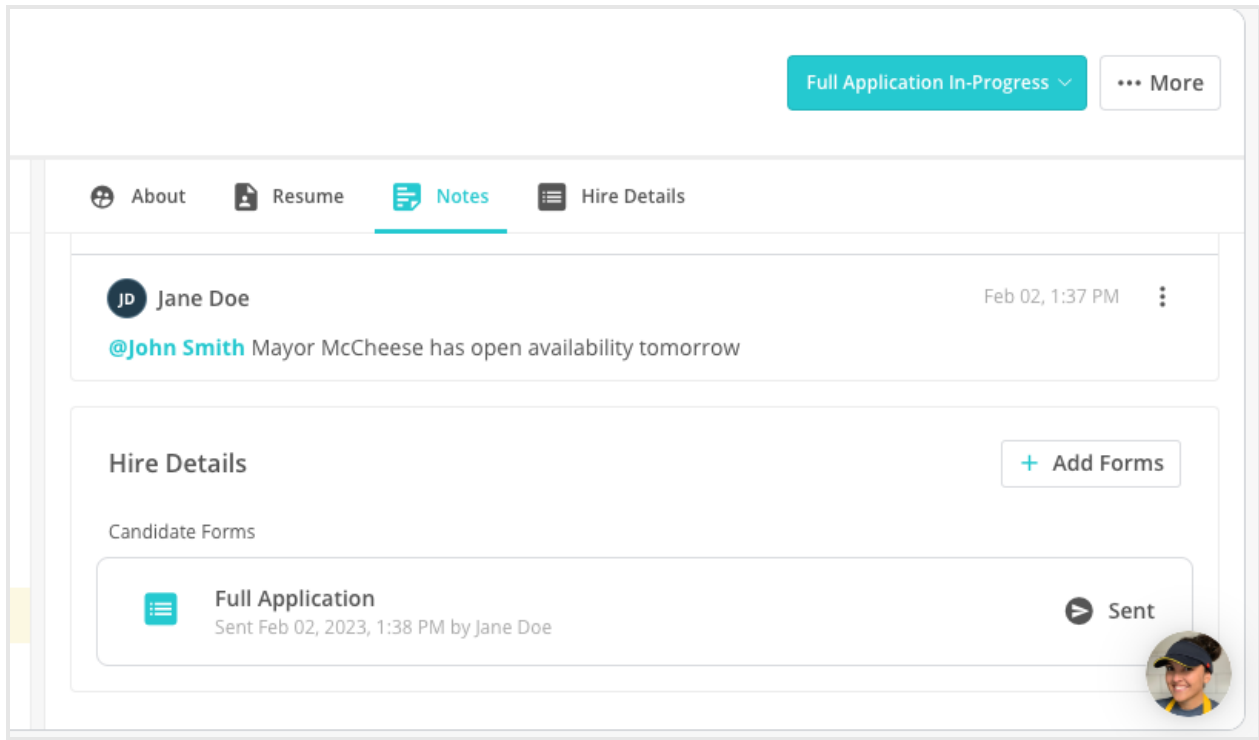 Full Application In-Progress
••• More
About
Resume
Notes
Hire Details
JD
Jane Doe
Feb 02, 1:37 PM
@John Smith Mayor McCheese has open availability tomorrow
Hire Details
+ Add Forms
Candidate Forms
Full Application
Sent Feb 02, 2023, 1:38 PM by Jane Doe
Sent